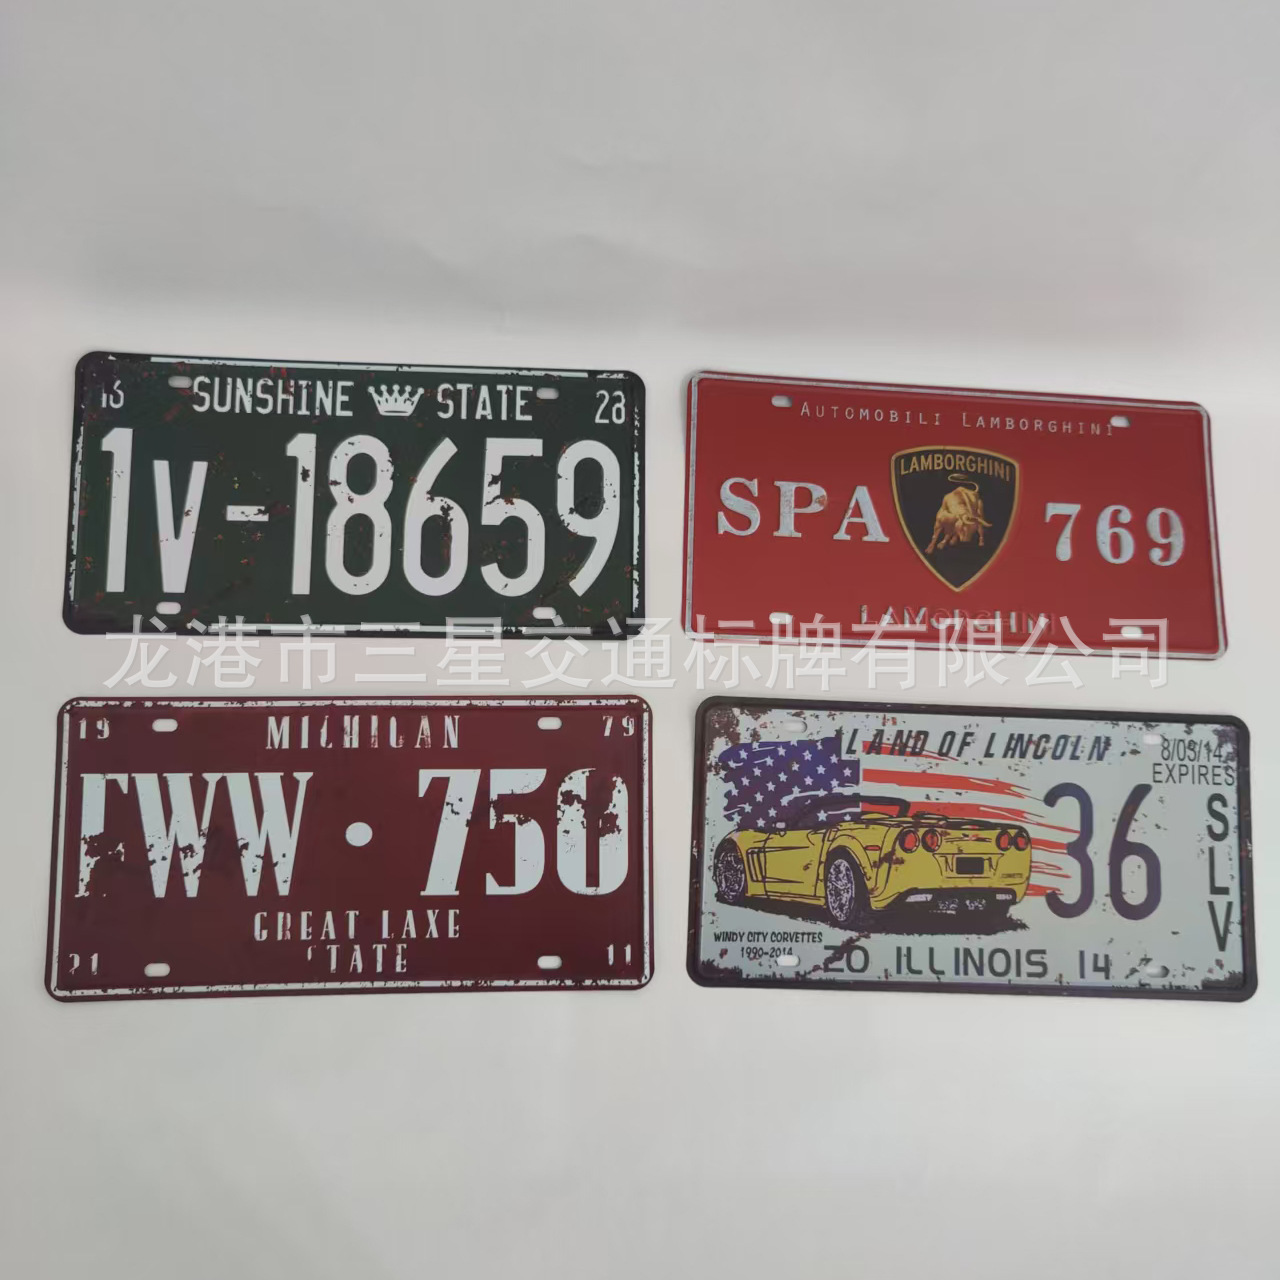 13 SUNSHINE STATE 28
1V-18659
AUTOMOBILI LAMBORGHINI
LAMBORGHINI
SPA 769
LAMORGHINI
龙港市三星交通标牌有限公司
19 MICHIGAN 79
FWW · 750
GREAT LAKE
STATE
21 11
LAND OF LINCOLN
8/03/14
EXPIRES
36
SLV
WINDY CITY CORVETTES
1990-2014
20 ILLINOIS 14